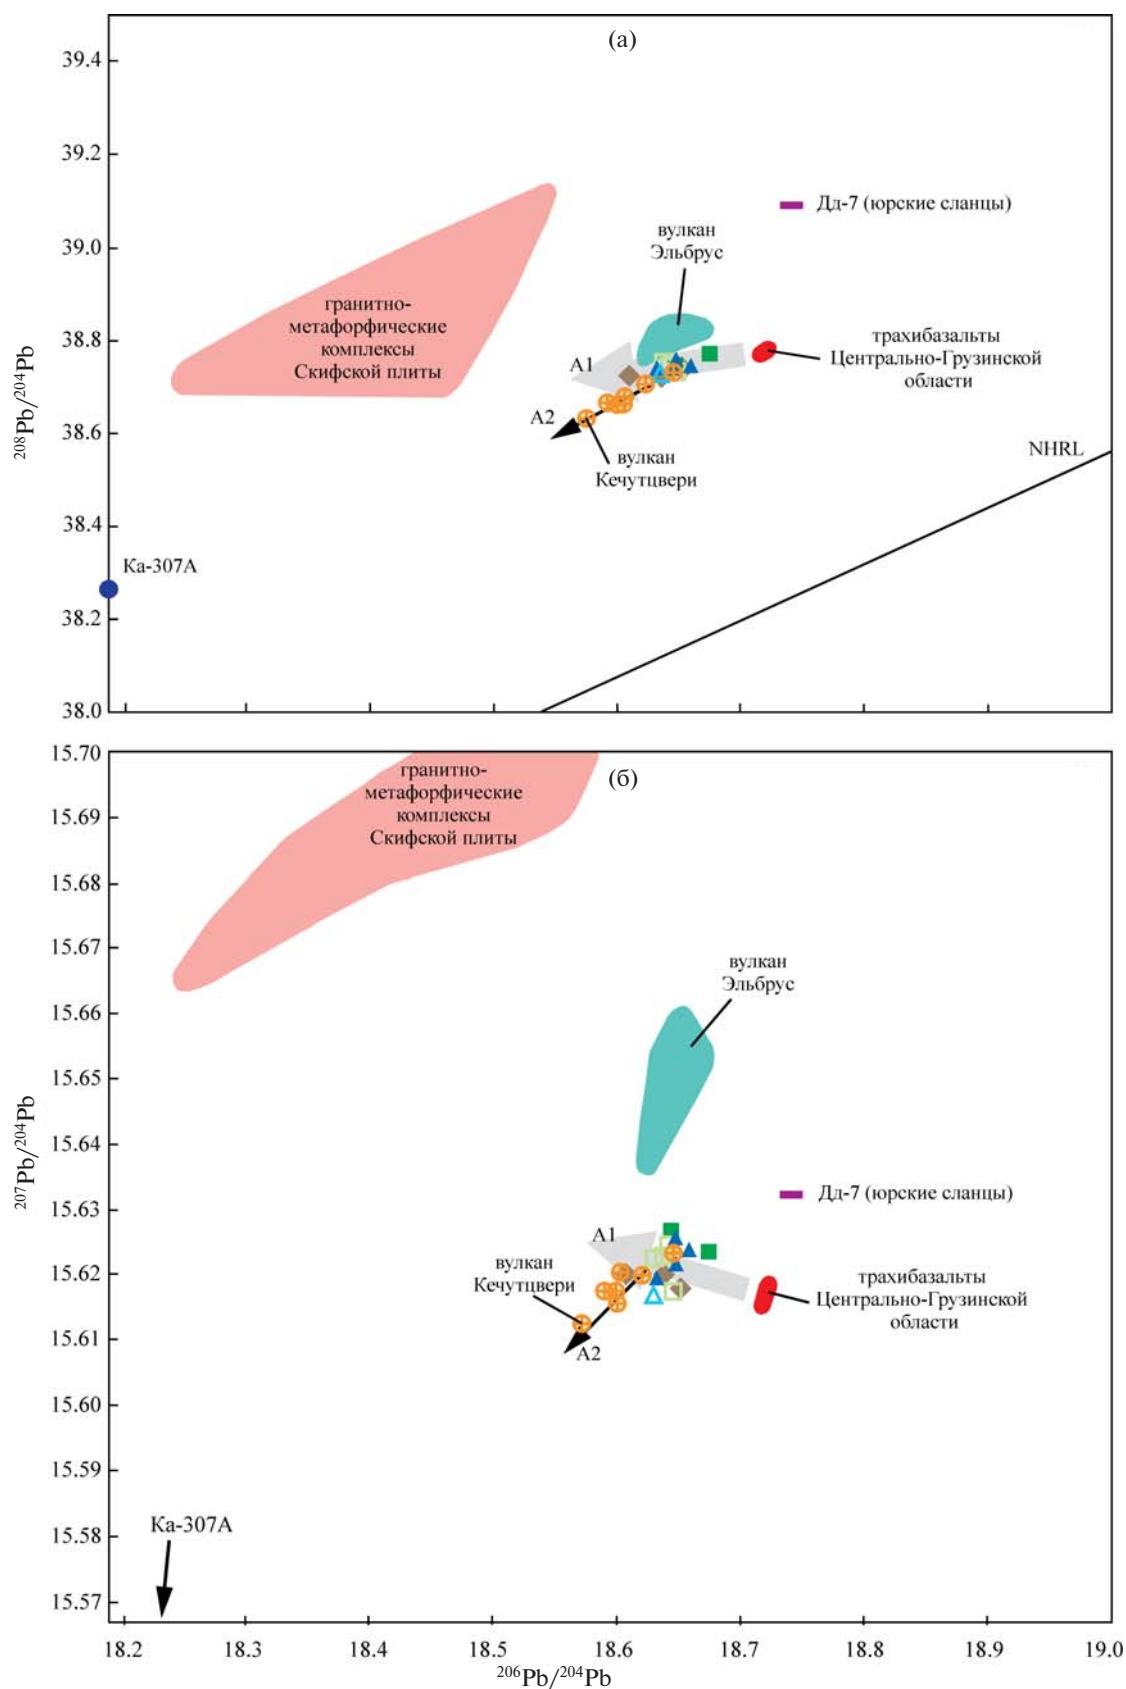 (а)
39.4
39.2
39.0
38.8
38.6
38.4
38.2
38.0
208Pb/204Pb
Дд-7 (юрские сланцы)
вулкан
Эльбрус
гранитно-
метафорфические
комплексы
Скифской плиты
трахибазальты
Центрально-Грузинской
области
А1
А2
вулкан
Кечутцвери
NHRL
Ка-307А
(б)
15.70
15.69
15.68
15.67
15.66
15.65
15.64
15.63
15.62
15.61
15.60
15.59
15.58
15.57
207Pb/204Pb
гранитно-
метафорфические
комплексы
Скифской плиты
вулкан
Эльбрус
Дд-7 (юрские сланцы)
А1
вулкан
Кечутцвери
трахибазальты
Центрально-Грузинской
области
А2
Ка-307А
18.2 18.3 18.4 18.5 18.6 18.7 18.8 18.9 19.0
206Pb/204Pb